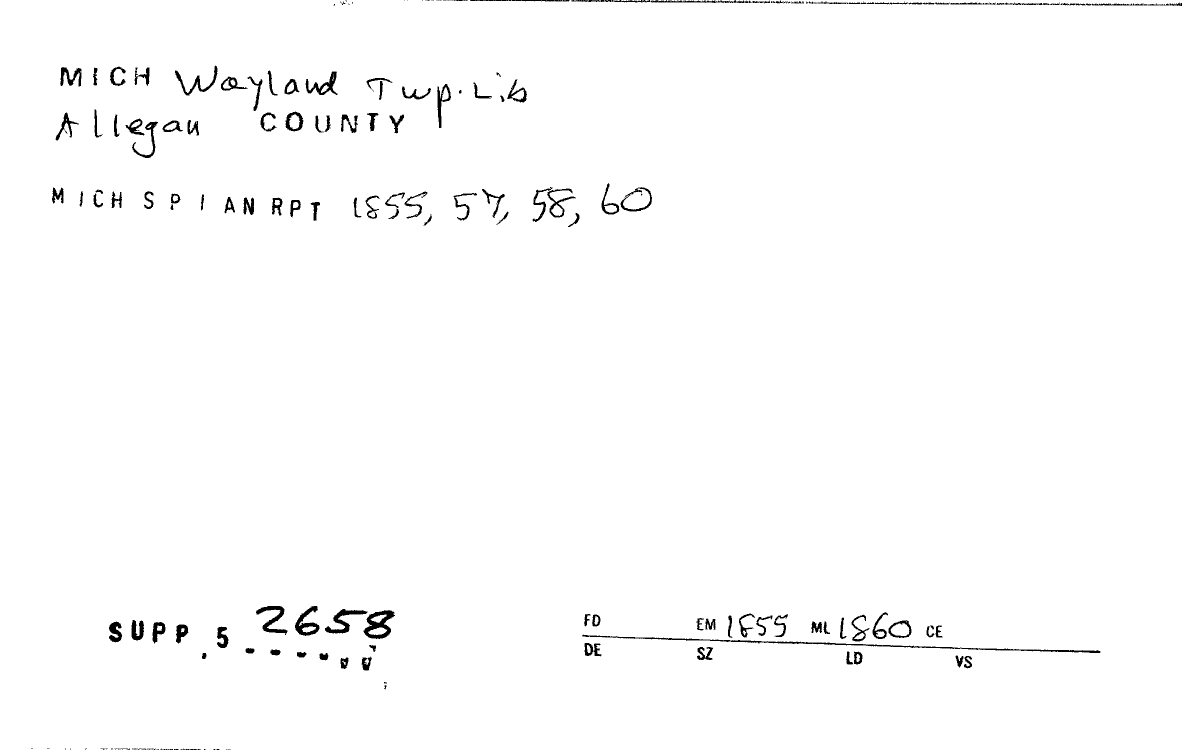 MICH Wayland Twp. Lib
Allegan COUNTY
MICH SPIAN RPT 1855, 57, 58, 60
SUPP. 5 2658
FD EM 1855 ML 1860 CE
DE SZ LD VS